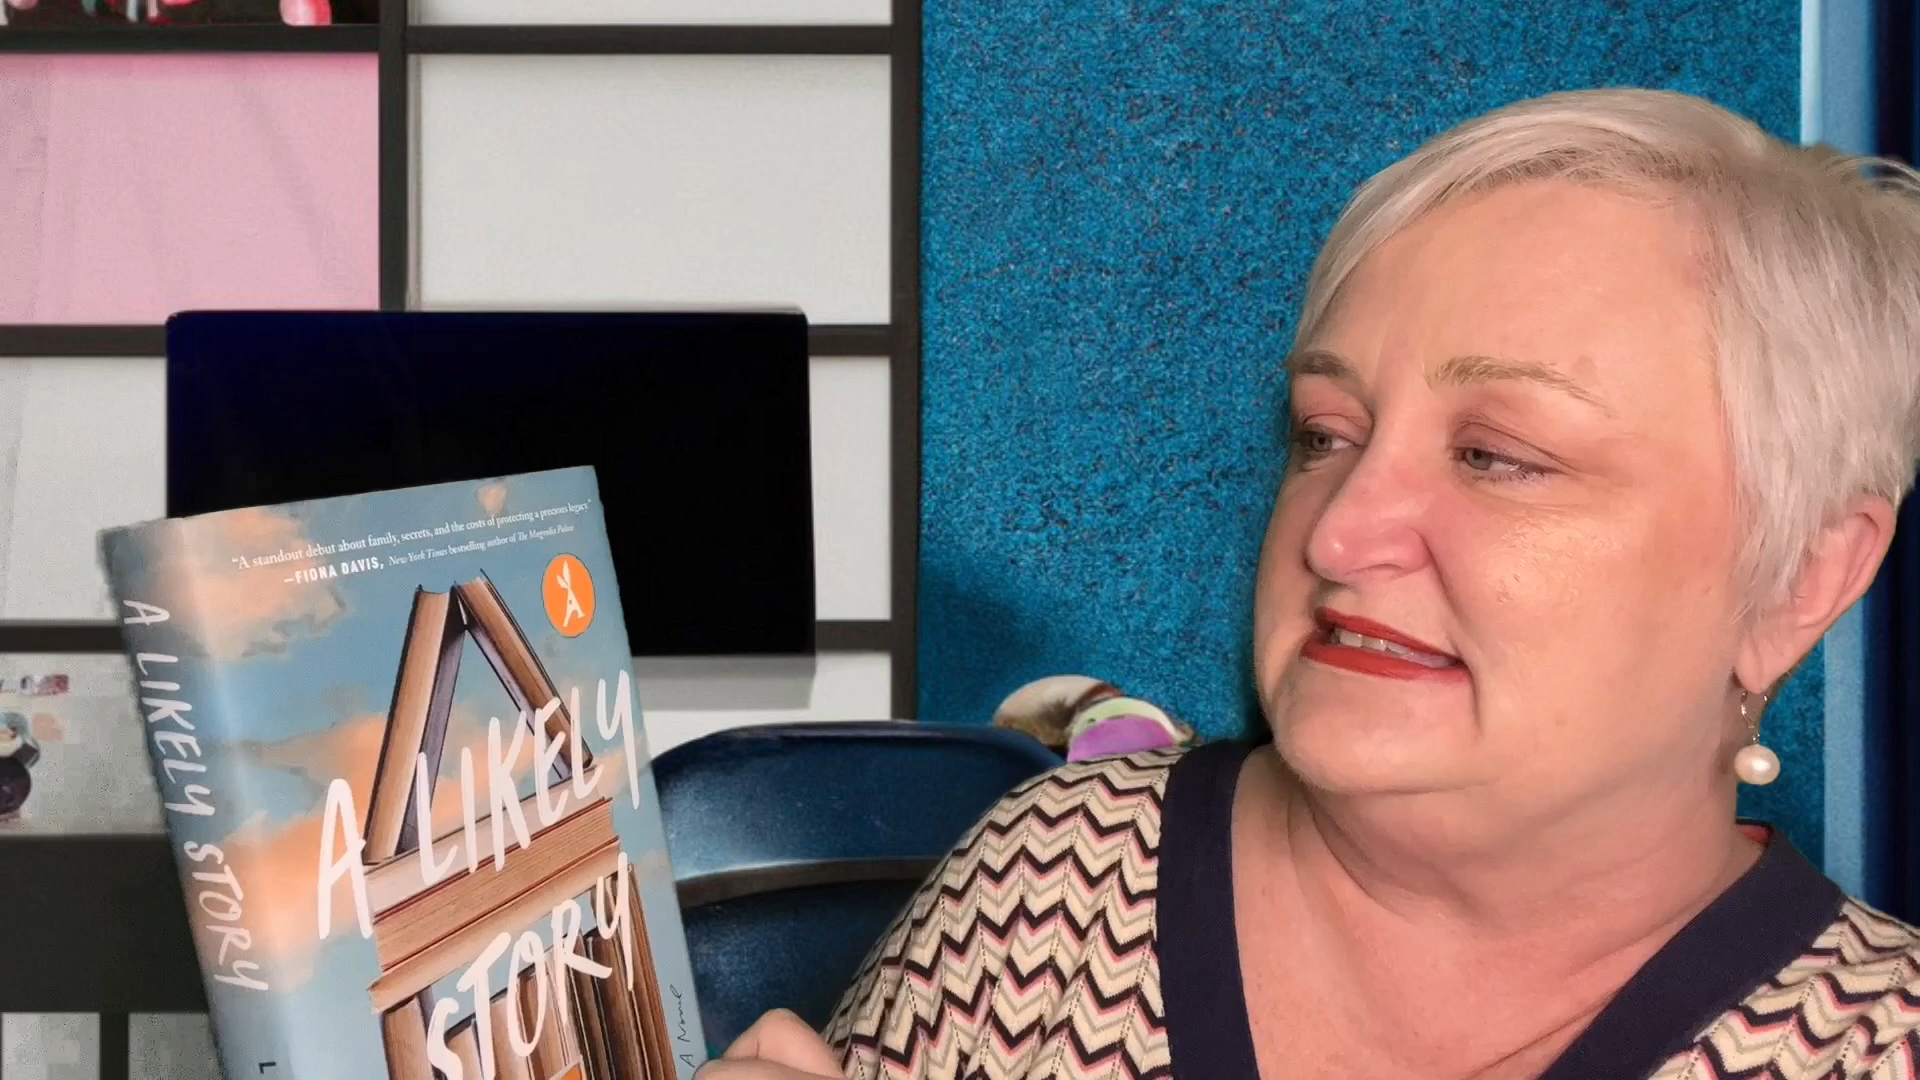 "A standout debut about family, secrets, and the costs of protecting a precious legacy"
—FIONA DAVIS, New York Times bestselling author of The Magnolia Palace
A LIKELY
STORY
A Novel
A LIKELY STORY L